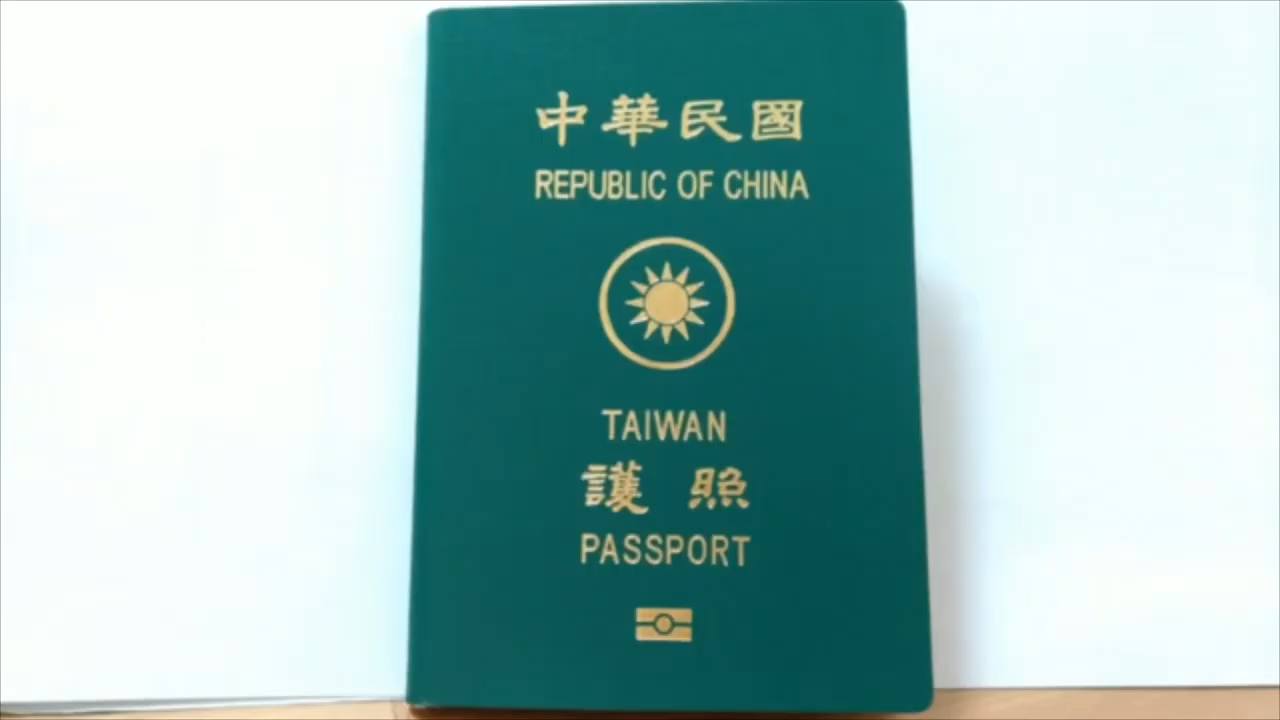 中華民國
REPUBLIC OF CHINA
TAIWAN
護照
PASSPORT